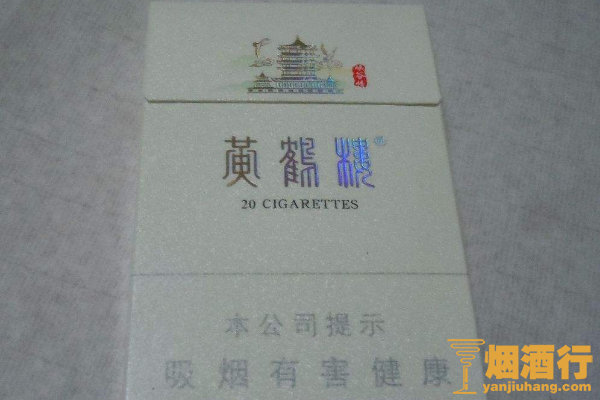 黄鹤楼®
20 CIGARETTES
本公司提示
吸烟有害健康
烟酒行
yanjiuhang.com